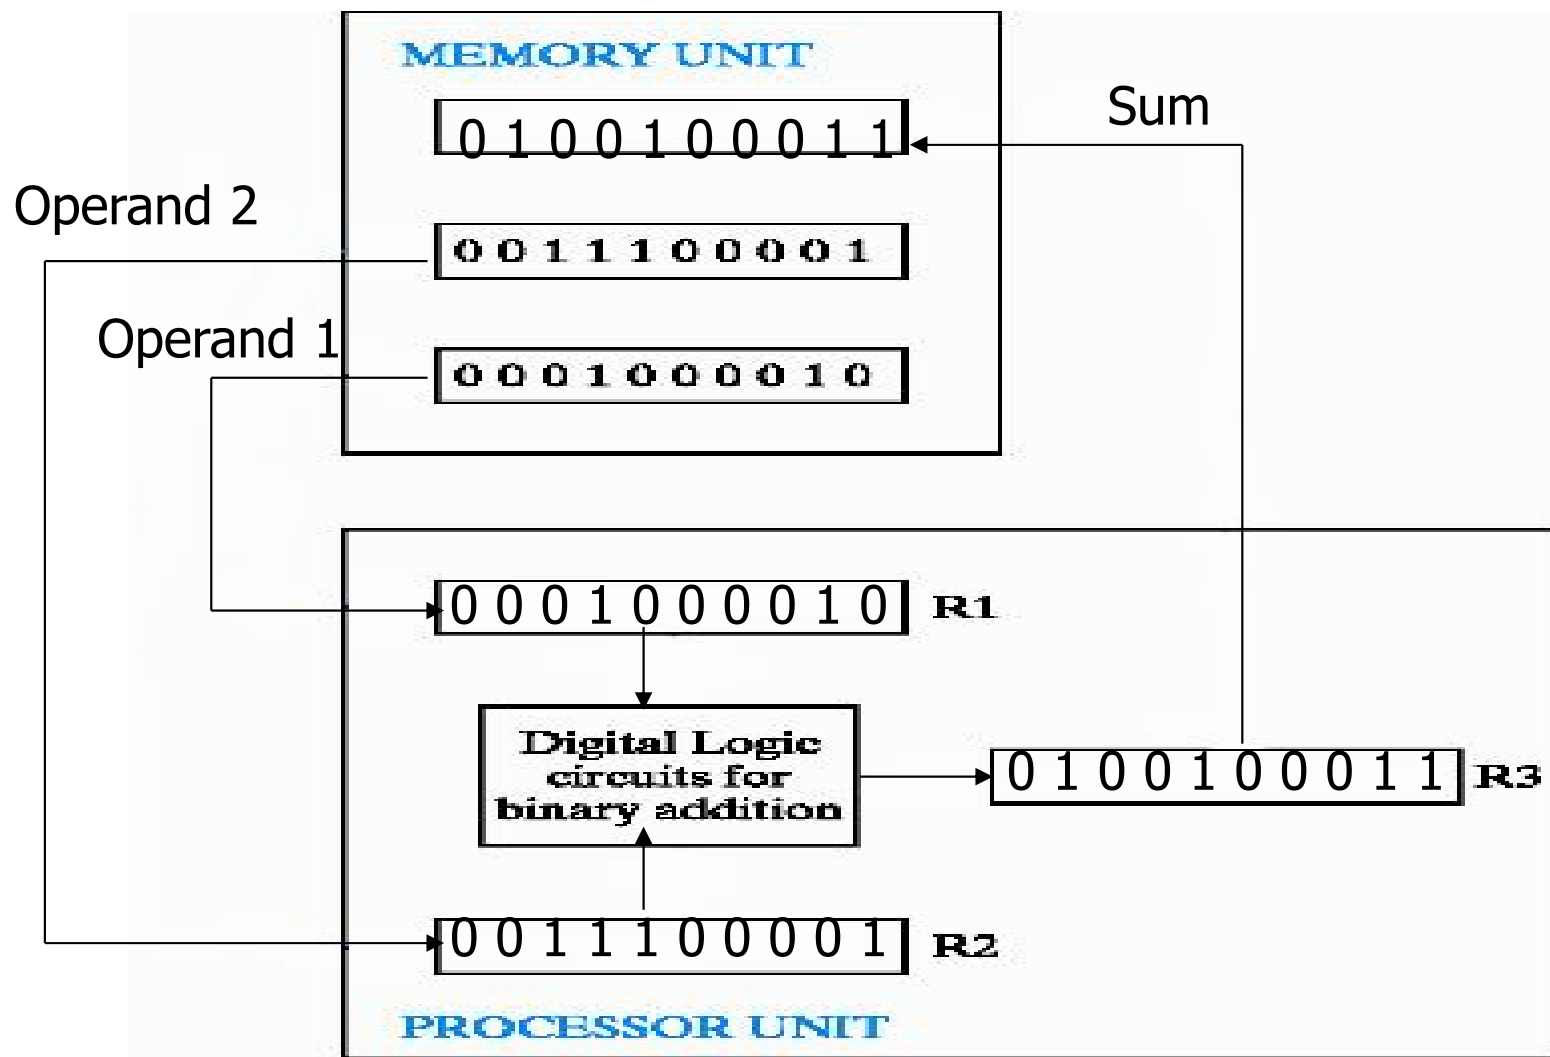 MEMORY UNIT
Sum
0 1 0 0 1 0 0 0 1 1
Operand 2
0 0 1 1 1 0 0 0 0 1
Operand 1
0 0 0 1 0 0 0 0 1 0
0 0 0 1 0 0 0 0 1 0 R1
Digital Logic
circuits for
binary addition
0 1 0 0 1 0 0 0 1 1 R3
0 0 1 1 1 0 0 0 0 1 R2
PROCESSOR UNIT